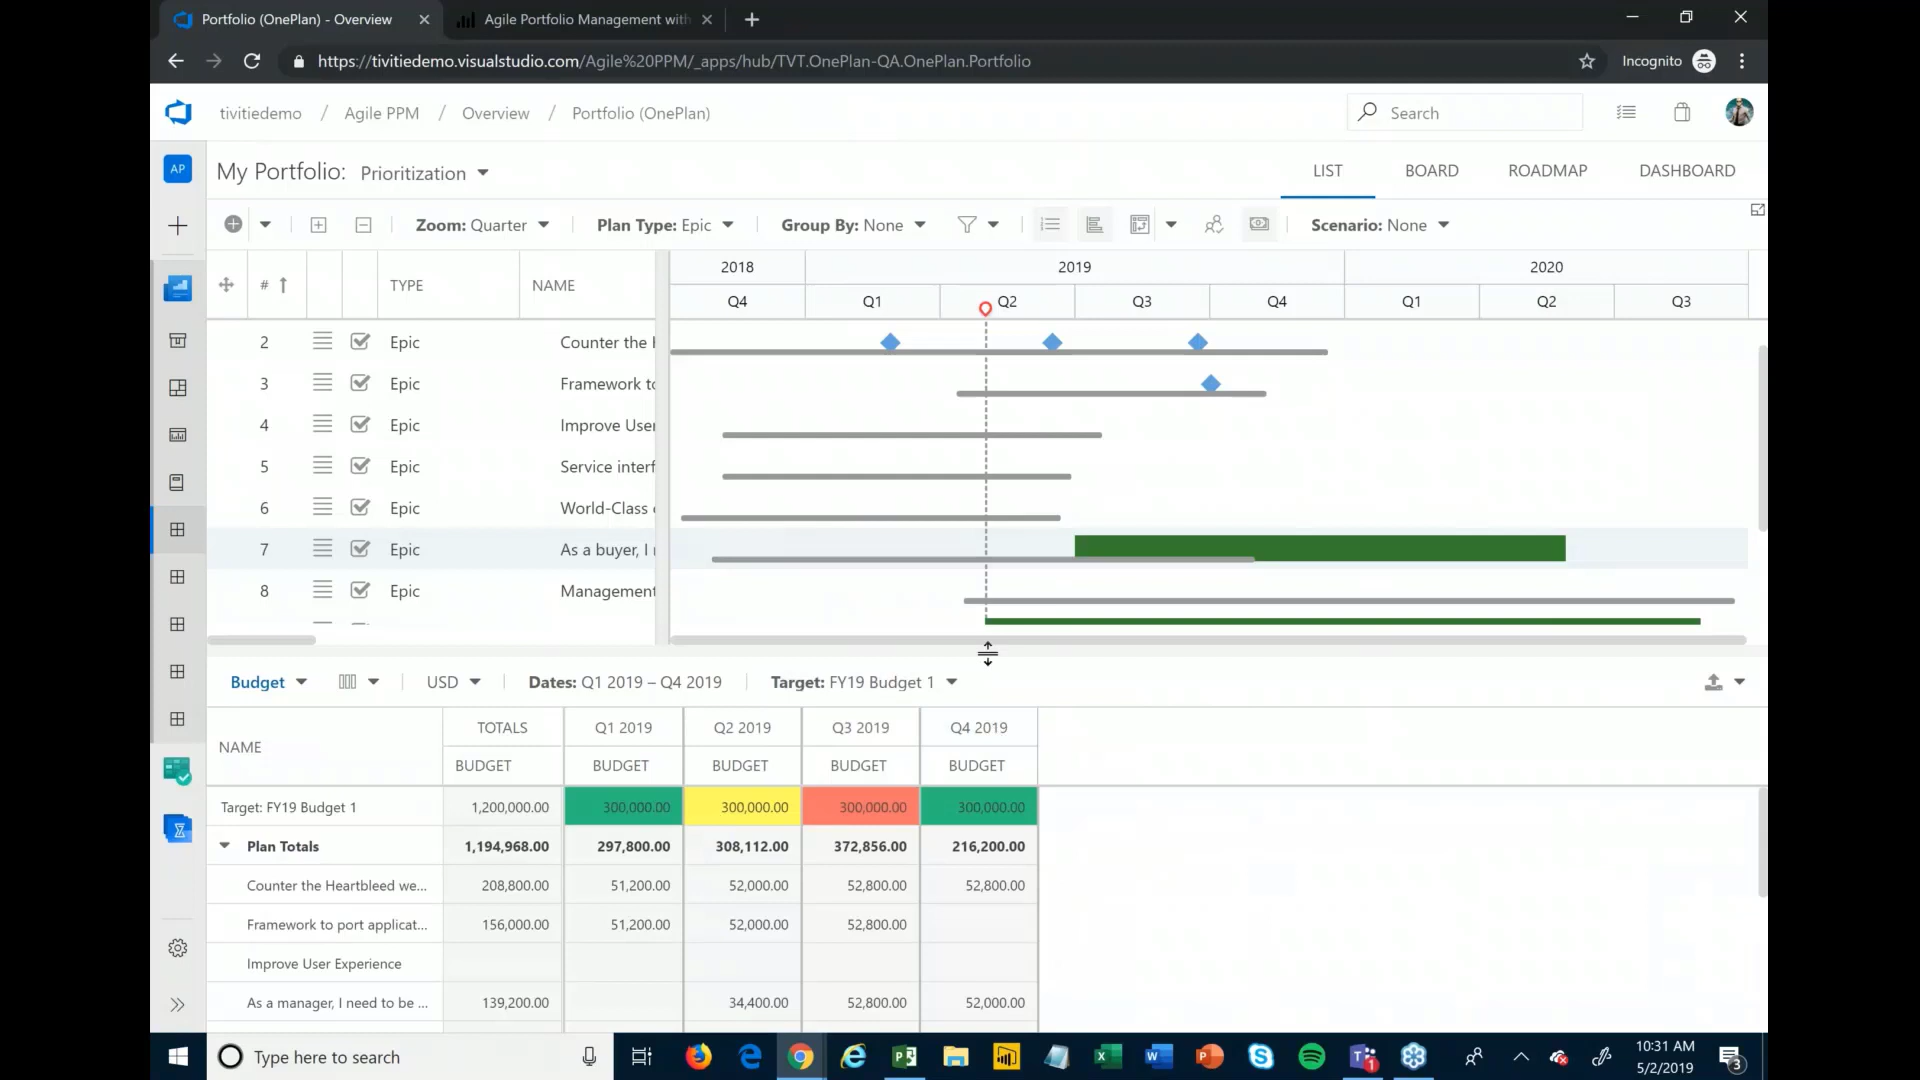 Portfolio (OnePlan) - Overview
Agile Portfolio Management with
https://tivitiedemo.visualstudio.com/Agile%20PPM/_apps/hub/TVT.OnePlan-QA.OnePlan.Portfolio
Incognito
tivitiedemo / Agile PPM / Overview / Portfolio (OnePlan)
Search
AP
My Portfolio: Prioritization
LIST BOARD ROADMAP DASHBOARD
Zoom: Quarter Plan Type: Epic Group By: None Scenario: None
# TYPE NAME
2018 2019 2020
Q4 Q1 Q2 Q3 Q4 Q1 Q2 Q3
2 Epic Counter the
3 Epic Framework to
4 Epic Improve User
5 Epic Service interf
6 Epic World-Class
7 Epic As a buyer, I
8 Epic Management
Budget USD Dates: Q1 2019 – Q4 2019 Target: FY19 Budget 1
NAME TOTALS Q1 2019 Q2 2019 Q3 2019 Q4 2019
BUDGET BUDGET BUDGET BUDGET BUDGET
Target: FY19 Budget 1 1,200,000.00 300,000.00 300,000.00 300,000.00 300,000.00
Plan Totals 1,194,968.00 297,800.00 308,112.00 372,856.00 216,200.00
Counter the Heartbleed we... 208,800.00 51,200.00 52,000.00 52,800.00 52,800.00
Framework to port applicat... 156,000.00 51,200.00 52,000.00 52,800.00
Improve User Experience
As a manager, I need to be ... 139,200.00 34,400.00 52,800.00 52,000.00
Type here to search
10:31 AM
5/2/2019
1
3